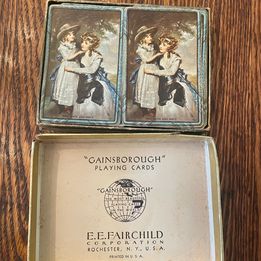 "GAINSBOROUGH"
PLAYING CARDS
"GAINSBOROUGH"
E.E. FAIRCHILD
CORPORATION
ROCHESTER, N.Y., U.S.A.
PRINTED IN U.S.A.